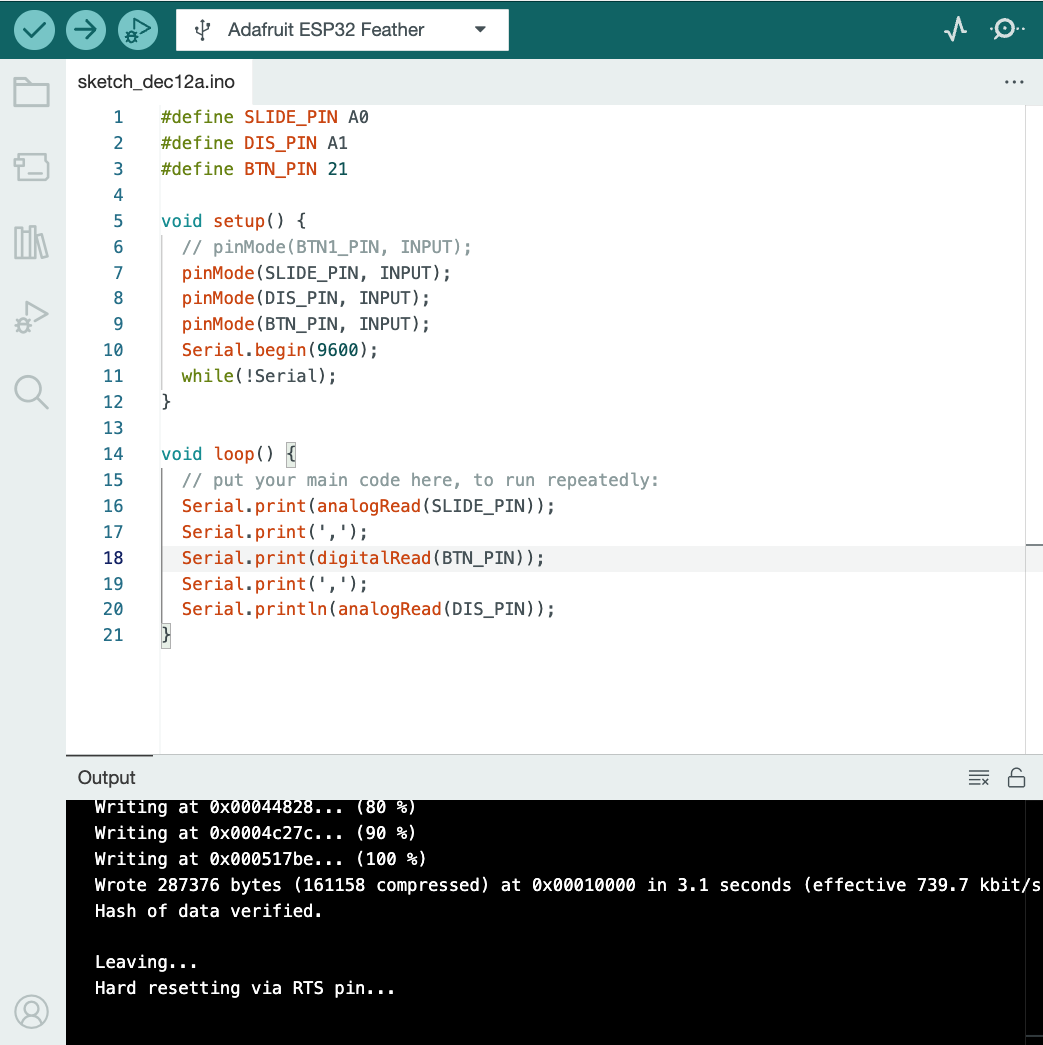 Adafruit ESP32 Feather
sketch_dec12a.ino
1 #define SLIDE_PIN A0
2 #define DIS_PIN A1
3 #define BTN_PIN 21
4
5 void setup() {
6 // pinMode(BTN1_PIN, INPUT);
7 pinMode(SLIDE_PIN, INPUT);
8 pinMode(DIS_PIN, INPUT);
9 pinMode(BTN_PIN, INPUT);
10 Serial.begin(9600);
11 while(!Serial);
12 }
13
14 void loop() {
15 // put your main code here, to run repeatedly:
16 Serial.print(analogRead(SLIDE_PIN));
17 Serial.print(',');
18 Serial.print(digitalRead(BTN_PIN));
19 Serial.print(',');
20 Serial.println(analogRead(DIS_PIN));
21 }
Output
Writing at 0x00044828... (80 %)
Writing at 0x0004c27c... (90 %)
Writing at 0x000517be... (100 %)
Wrote 287376 bytes (161158 compressed) at 0x00010000 in 3.1 seconds (effective 739.7 kbit/s
Hash of data verified.
Leaving...
Hard resetting via RTS pin...